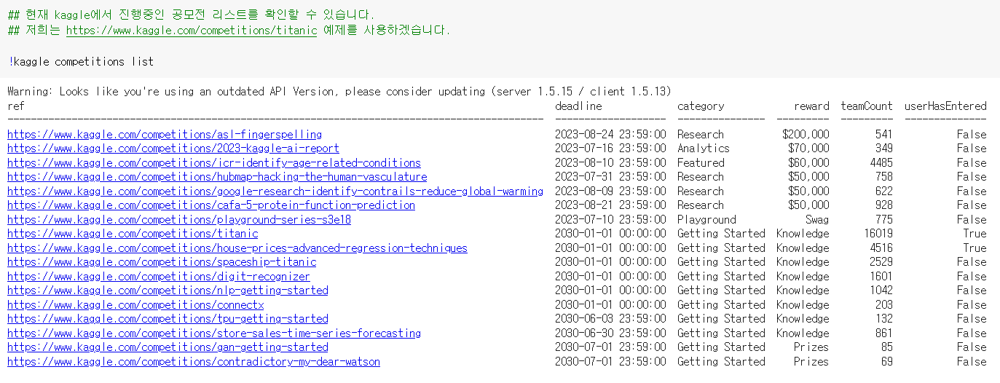 ## 현재 kaggle에서 진행중인 공모전 리스트를 확인할 수 있습니다.
## 저희는 https://www.kaggle.com/competitions/titanic 예제를 사용하겠습니다.
!kaggle competitions list
Warning: Looks like you're using an outdated API Version, please consider updating (server 1.5.15 / client 1.5.13)
ref deadline category reward teamCount userHasEntered
https://www.kaggle.com/competitions/asl-fingerspelling 2023-08-24 23:59:00 Research $200,000 541 False
https://www.kaggle.com/competitions/2023-kaggle-ai-report 2023-07-16 23:59:00 Analytics $70,000 349 False
https://www.kaggle.com/competitions/icr-identify-age-related-conditions 2023-08-10 23:59:00 Featured $60,000 4485 False
https://www.kaggle.com/competitions/hubmap-hacking-the-human-vasculature 2023-07-31 23:59:00 Research $50,000 758 False
https://www.kaggle.com/competitions/google-research-identify-contrails-reduce-global-warming 2023-08-09 23:59:00 Research $50,000 622 False
https://www.kaggle.com/competitions/cafa-5-protein-function-prediction 2023-08-21 23:59:00 Research $50,000 928 False
https://www.kaggle.com/competitions/playground-series-s3e18 2023-07-10 23:59:00 Playground Swag 775 False
https://www.kaggle.com/competitions/titanic 2030-01-01 00:00:00 Getting Started Knowledge 16019 True
https://www.kaggle.com/competitions/house-prices-advanced-regression-techniques 2030-01-01 00:00:00 Getting Started Knowledge 4516 True
https://www.kaggle.com/competitions/spaceship-titanic 2030-01-01 00:00:00 Getting Started Knowledge 2529 False
https://www.kaggle.com/competitions/digit-recognizer 2030-01-01 00:00:00 Getting Started Knowledge 1601 False
https://www.kaggle.com/competitions/nlp-getting-started 2030-01-01 00:00:00 Getting Started Knowledge 1042 False
https://www.kaggle.com/competitions/connectx 2030-01-01 00:00:00 Getting Started Knowledge 203 False
https://www.kaggle.com/competitions/tpu-getting-started 2030-06-03 23:59:00 Getting Started Knowledge 132 False
https://www.kaggle.com/competitions/store-sales-time-series-forecasting 2030-06-30 23:59:00 Getting Started Knowledge 861 False
https://www.kaggle.com/competitions/gan-getting-started 2030-07-01 23:59:00 Getting Started Prizes 85 False
https://www.kaggle.com/competitions/contradictory-my-dear-watson 2030-07-01 23:59:00 Getting Started Prizes 69 False